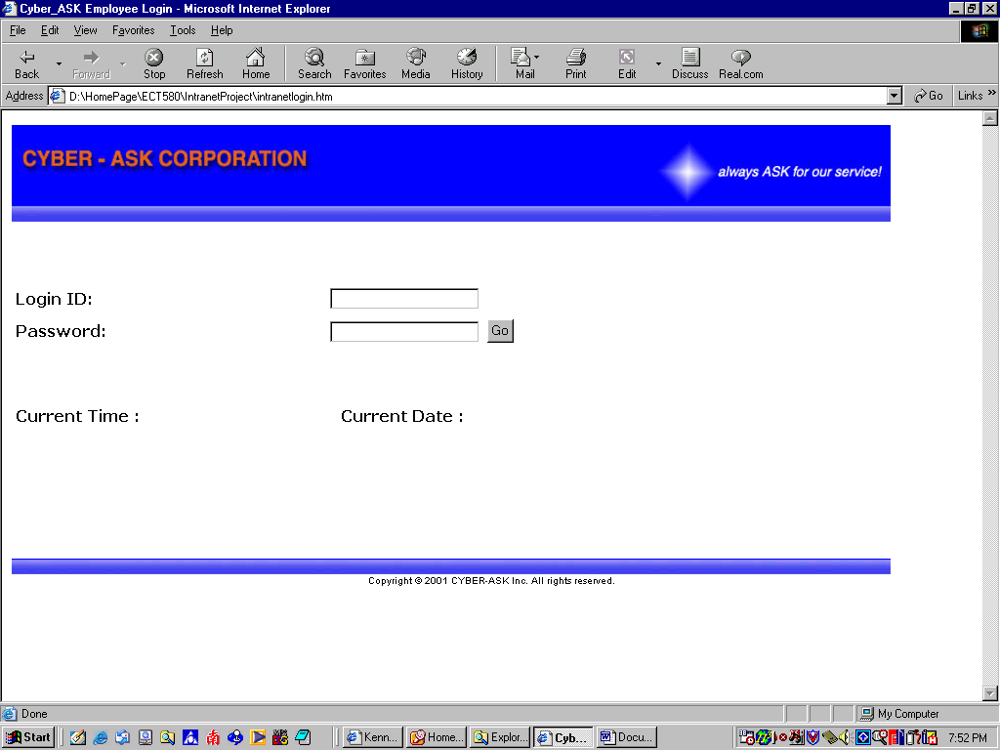 Cyber_ASK Employee Login - Microsoft Internet Explorer
File Edit View Favorites Tools Help
Back Forward Stop Refresh Home Search Favorites Media History Mail Print Edit Discuss Real.com
Address D:\HomePage\ECT580\IntranetProject\intranetlogin.htm Go Links »
CYBER - ASK CORPORATION
always ASK for our service!
Login ID:
Password: Go
Current Time : Current Date :
Copyright © 2001 CYBER-ASK Inc. All rights reserved.
Done My Computer
Start Kenn... Home... Explor... Cyb... Docu... 7:52 PM